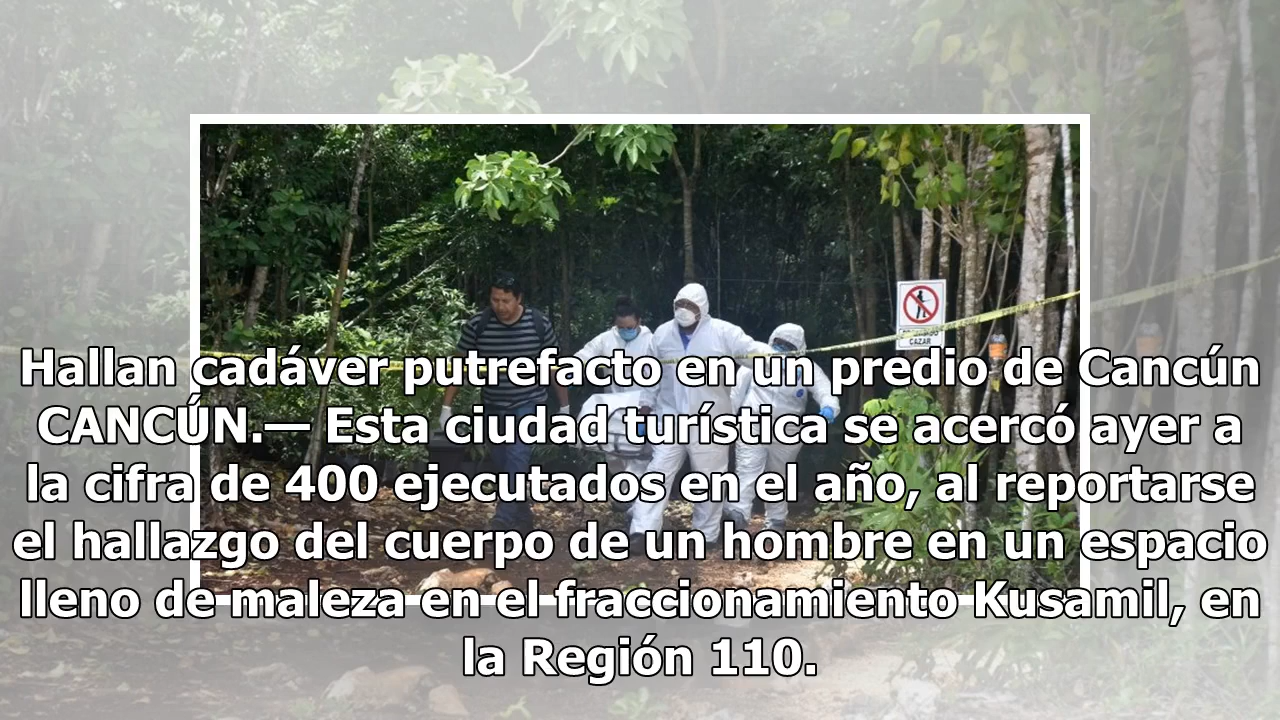 Hallan cadáver putrefacto en un predio de Cancún
CANCÚN.— Esta ciudad turística se acercó ayer a
la cifra de 400 ejecutados en el año, al reportarse
el hallazgo del cuerpo de un hombre en un espacio
lleno de maleza en el fraccionamiento Kusamil, en
la Región 110.
CAZAR